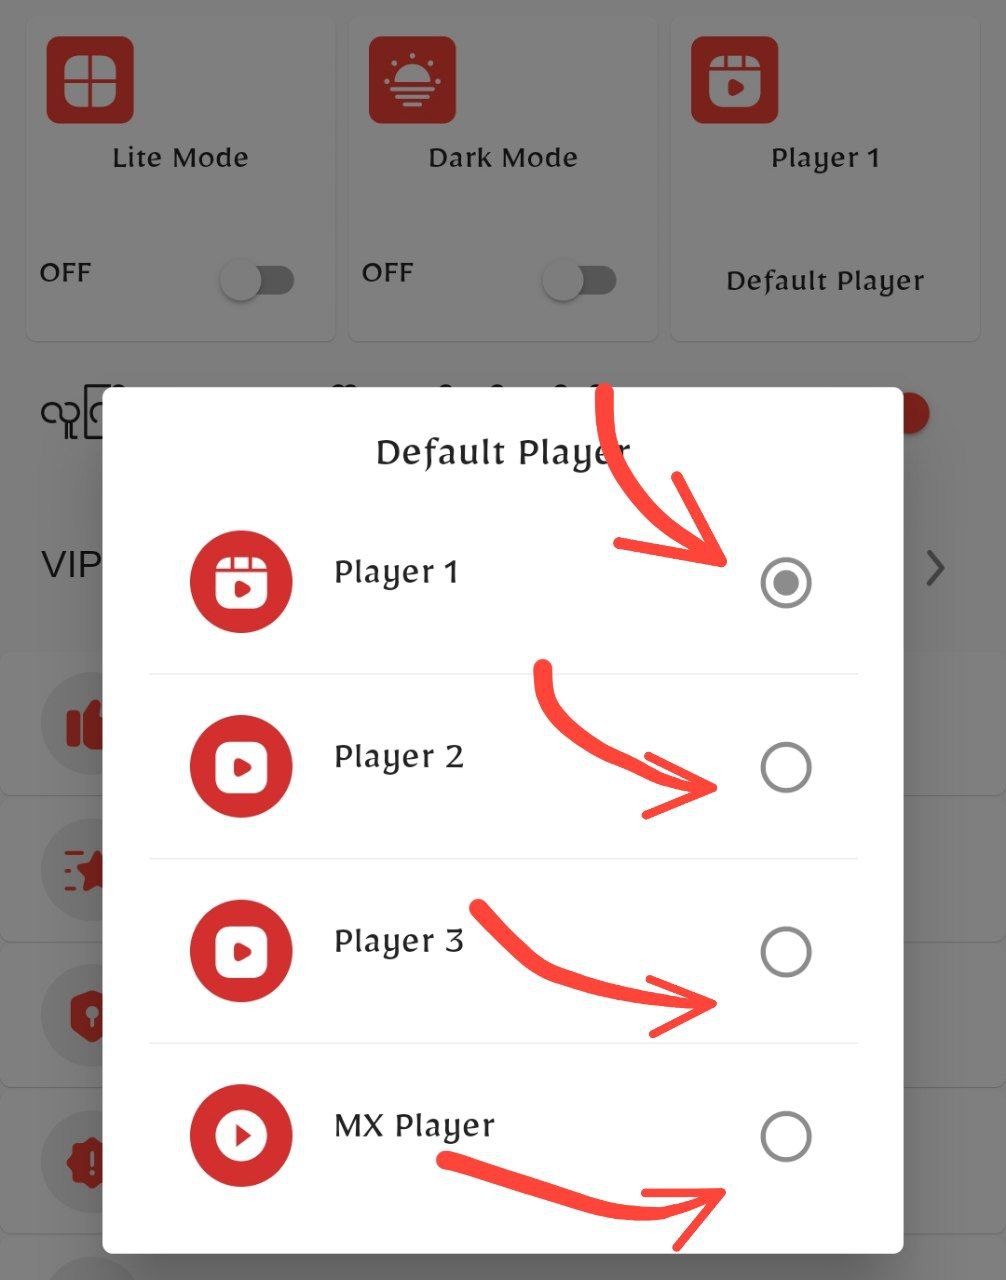 Lite Mode
Dark Mode
Player 1
OFF
OFF
Default Player
Default Player
VIP
Player 1
Player 2
Player 3
MX Player